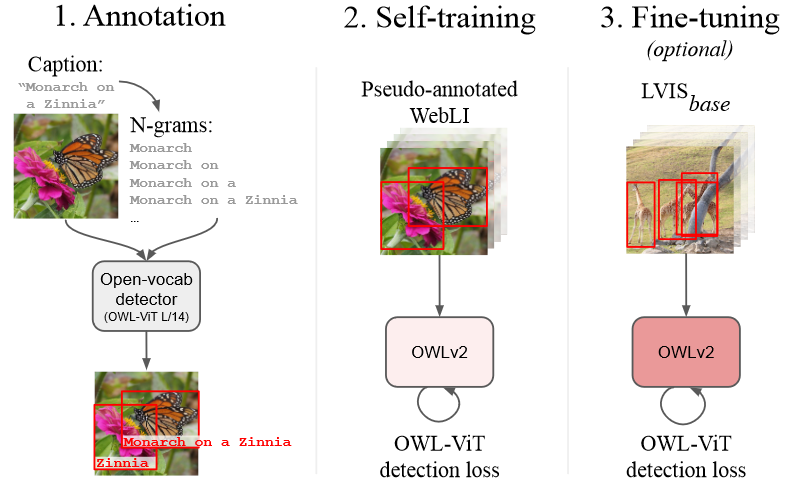 1. Annotation
Caption:
“Monarch on
a Zinnia”
N-grams:
Monarch
Monarch on
Monarch on a
Monarch on a Zinnia
…
Open-vocab
detector
(OWL-ViT L/14)
Monarch on a Zinnia
Zinnia
2. Self-training
Pseudo-annotated
WebLI
OWLv2
OWL-ViT
detection loss
3. Fine-tuning
(optional)
LVIS base
OWLv2
OWL-ViT
detection loss